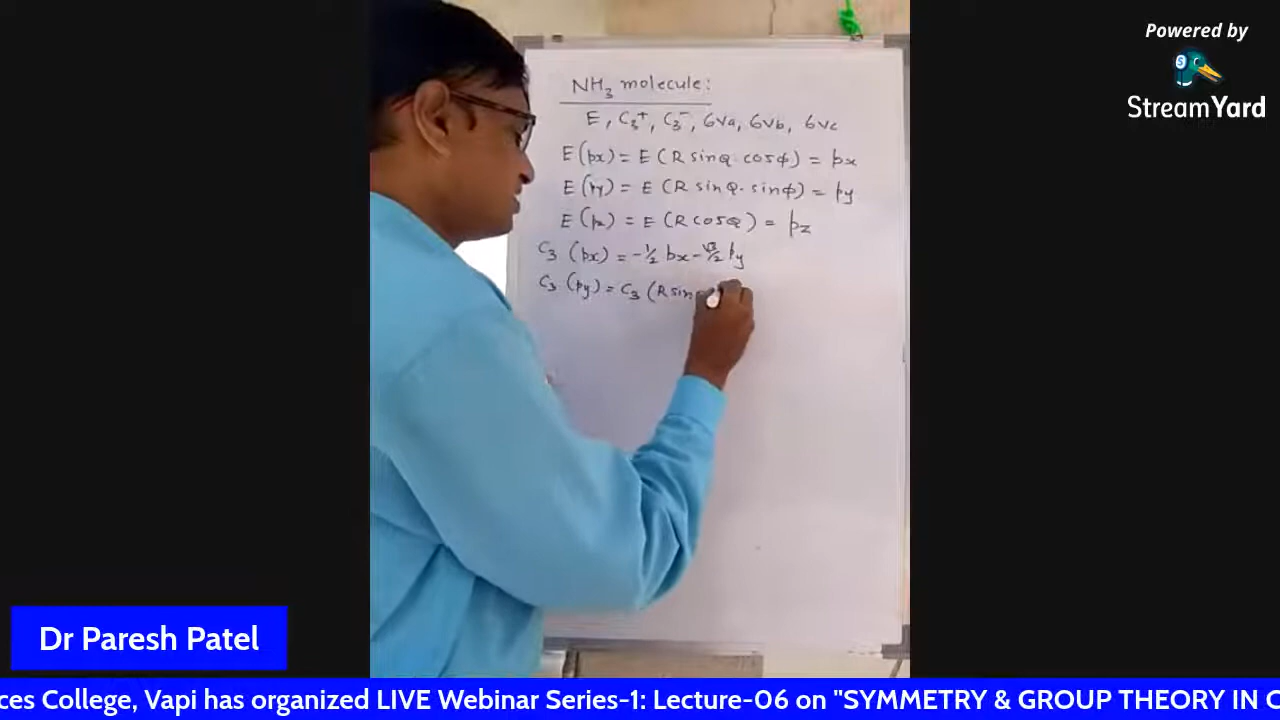 Powered by
StreamYard
NH₃ molecule:
E, C₃⁺, C₃⁻, σva, σvb, σvc
E(px) = E(R sinθ·cosφ) = px
E(py) = E(R sinθ·sinφ) = py
E(pz) = E(R cosθ) = pz
C₃(px) = -1/2 px - √3/2 py
C₃(py) = C₃(R sin
Dr Paresh Patel
ces College, Vapi has organized LIVE Webinar Series-1: Lecture-06 on "SYMMETRY & GROUP THEORY IN C